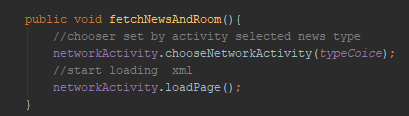 public void fetchNewsAndRoom(){
//chooser set by activity selected news type
networkActivity.chooseNetworkActivity(typeCoice);
//start loading  xml
networkActivity.loadPage();
}